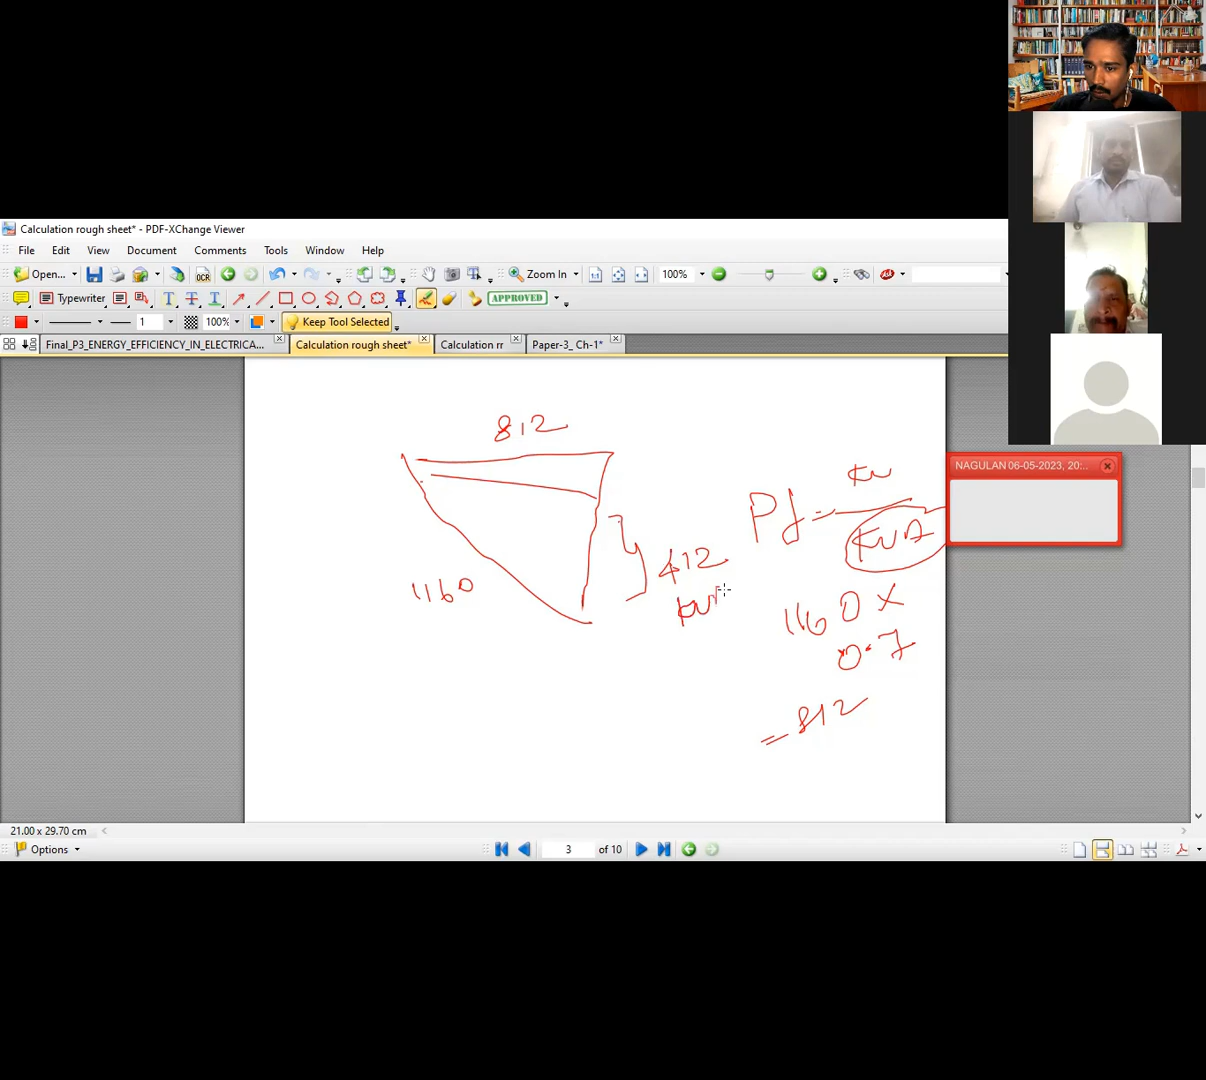 Calculation rough sheet* - PDF-XChange Viewer
File Edit View Document Comments Tools Window Help
Open... OCR 100% Zoom In
Typewriter T T T APPROVED
1 100% Keep Tool Selected
Final_P3_ENERGY_EFFICIENCY_IN_ELECTRICA... Calculation rough sheet* Calculation rr Paper-3_ Ch-1*
812
NAGULAN 06-05-2023, 20:..
Pf = KW
KVA
412
1160
1160 x
0.7
= 812
21.00 x 29.70 cm
Options 3 of 10